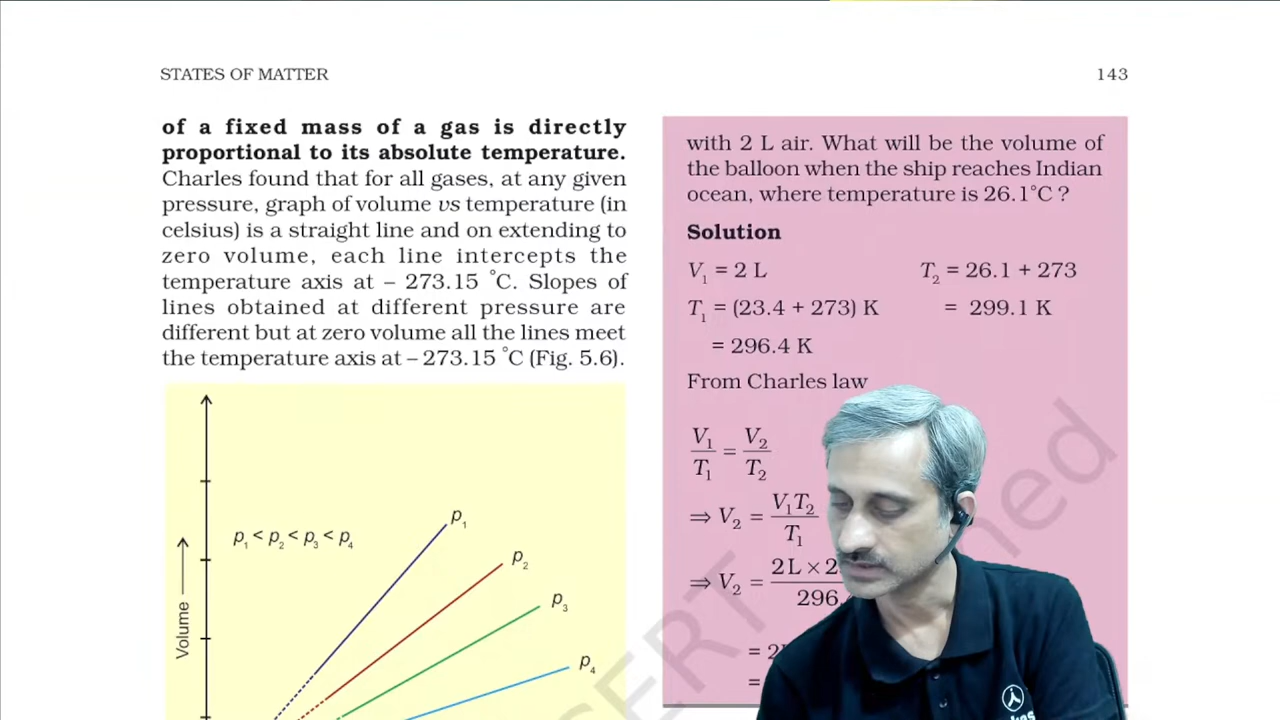 STATES OF MATTER
143
of a fixed mass of a gas is directly
proportional to its absolute temperature.
Charles found that for all gases, at any given
pressure, graph of volume vs temperature (in
celsius) is a straight line and on extending to
zero volume, each line intercepts the
temperature axis at – 273.15 °C. Slopes of
lines obtained at different pressure are
different but at zero volume all the lines meet
the temperature axis at – 273.15 °C (Fig. 5.6).
p₁ < p₂ < p₃ < p₄
p₁
p₂
p₃
p₄
Volume
with 2 L air. What will be the volume of
the balloon when the ship reaches Indian
ocean, where temperature is 26.1°C ?
Solution
V₁ = 2 L T₂ = 26.1 + 273
T₁ = (23.4 + 273) K = 299.1 K
= 296.4 K
From Charles law
V₁/T₁ = V₂/T₂
⇒ V₂ = V₁T₂/T₁
⇒ V₂ = 2 L × 2
296.
= 2
=